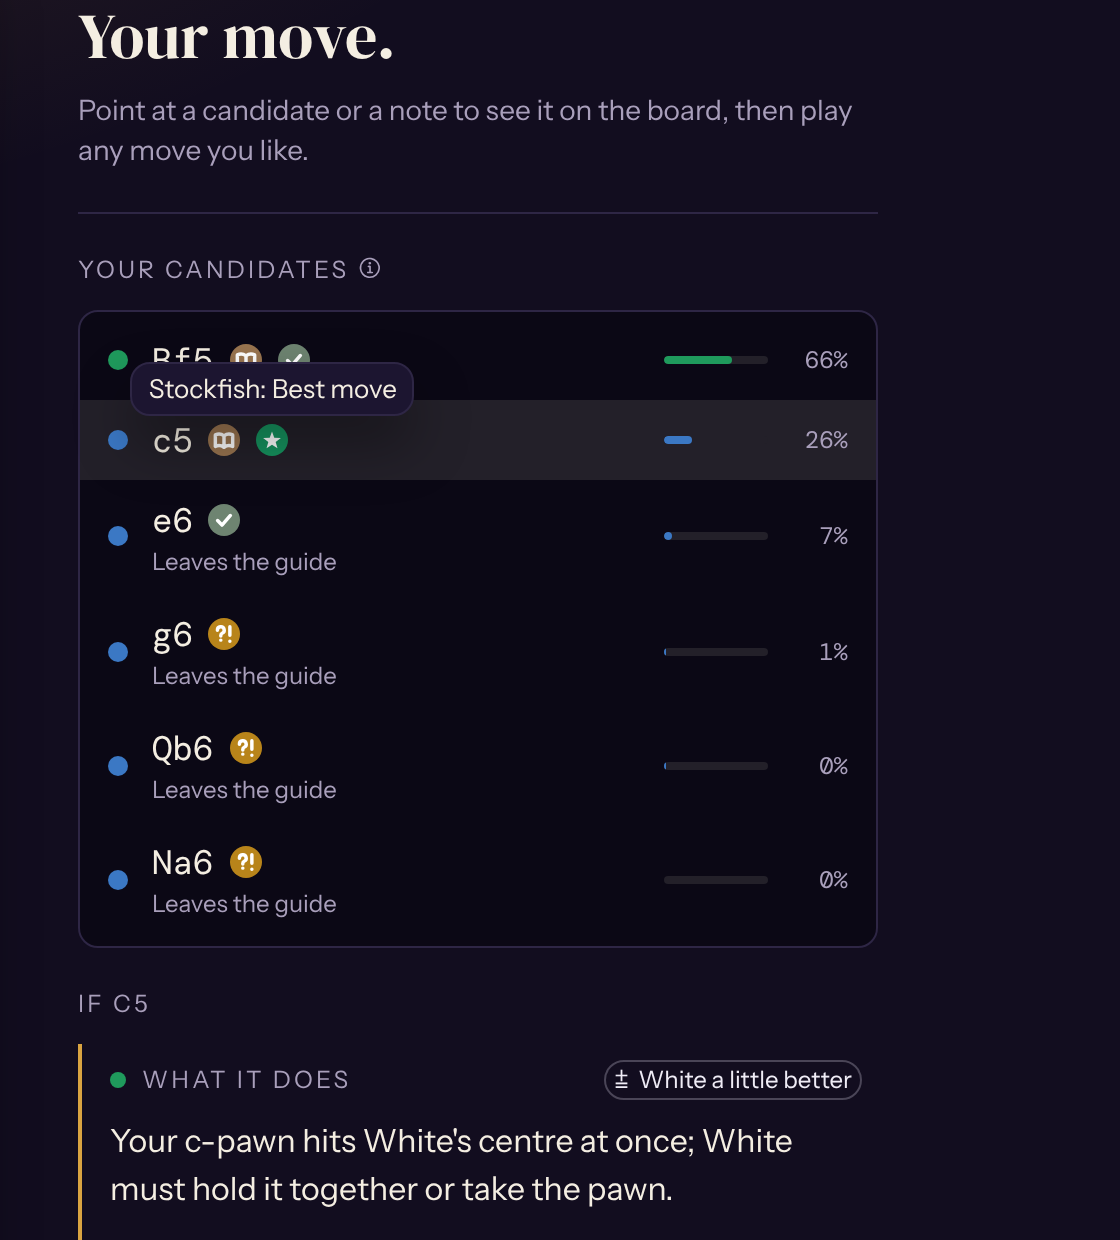 Your move.
Point at a candidate or a note to see it on the board, then play
any move you like.
YOUR CANDIDATES
Bf5 66%
Stockfish: Best move
c5 26%
e6 7%
Leaves the guide
g6 ?! 1%
Leaves the guide
Qb6 ?! 0%
Leaves the guide
Na6 ?! 0%
Leaves the guide
IF C5
WHAT IT DOES ± White a little better
Your c-pawn hits White's centre at once; White
must hold it together or take the pawn.